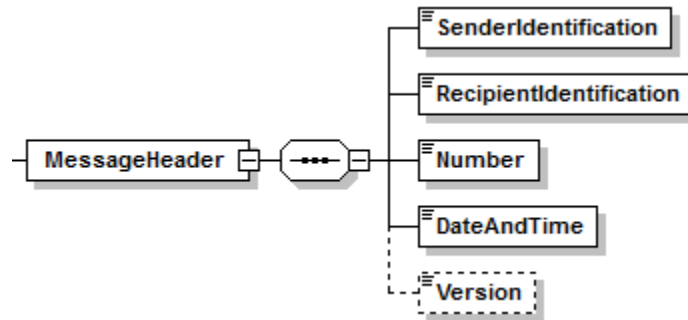 SenderIdentification
RecipientIdentification
MessageHeader
Number
DateAndTime
Version